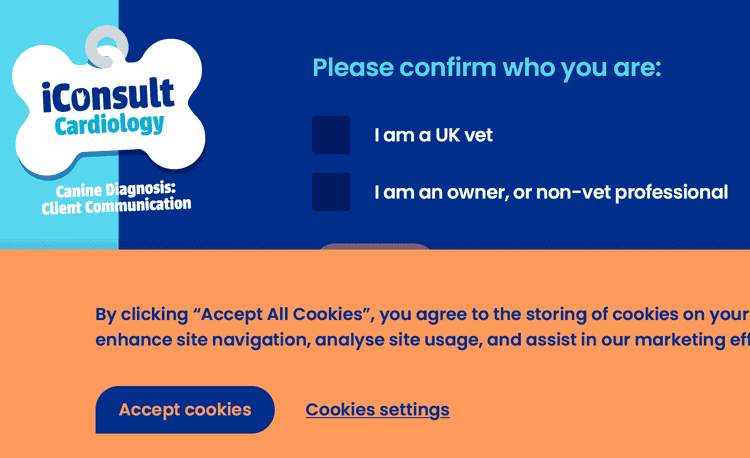 iConsult
Cardiology
Canine Diagnosis:
Client Communication
Please confirm who you are:
I am a UK vet
I am an owner, or non-vet professional
By clicking “Accept All Cookies”, you agree to the storing of cookies on your
enhance site navigation, analyse site usage, and assist in our marketing eff
Accept cookies
Cookies settings